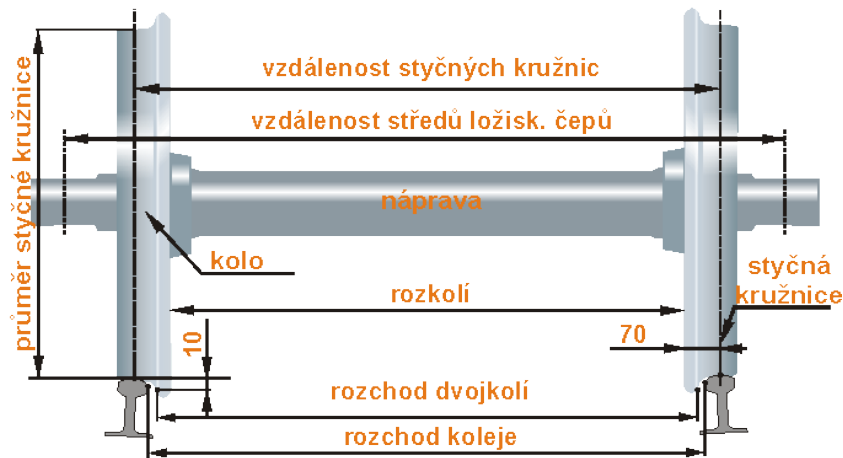 vzdálenost styčných kružnic
vzdálenost středů ložisk. čepů
průměr styčné kružnice
náprava
kolo
styčná
kružnice
rozkolí
10
70
rozchod dvojkolí
rozchod koleje